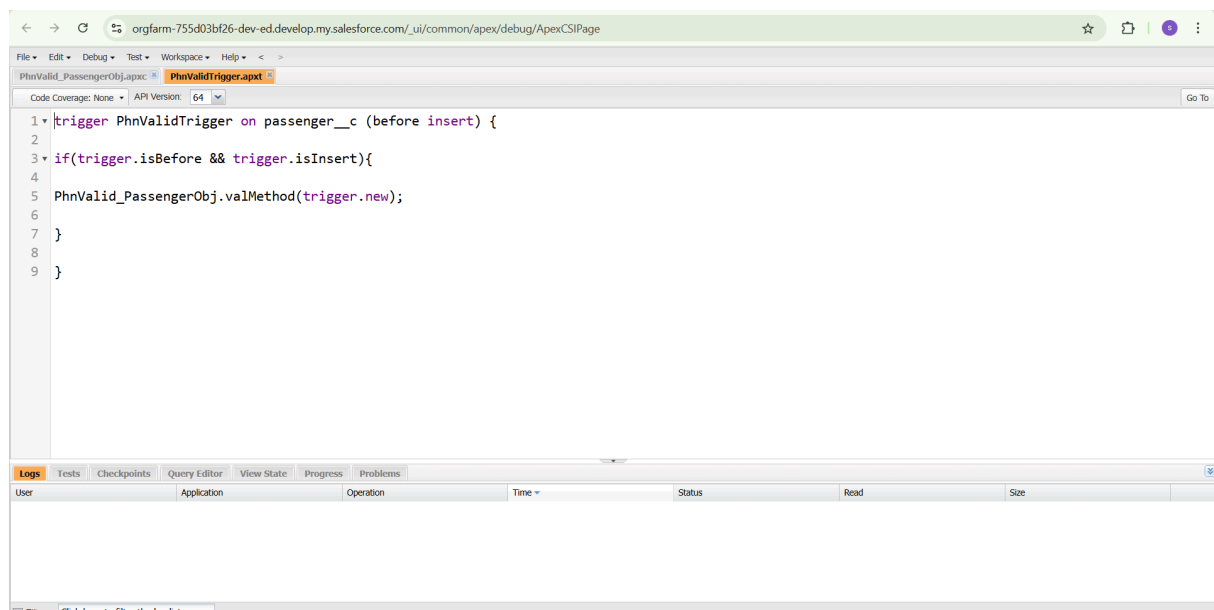 orgfarm-755d03bf26-dev-ed.develop.my.salesforce.com/_ui/common/apex/debug/ApexCSIPage
File Edit Debug Test Workspace Help < >
PhnValid_PassengerObj.apxc PhnValidTrigger.apxt
Code Coverage: None API Version: 64 Go To
1 trigger PhnValidTrigger on passenger__c (before insert) {
2
3 if(trigger.isBefore && trigger.isInsert){
4
5 PhnValid_PassengerObj.valMethod(trigger.new);
6
7 }
8
9 }
Logs Tests Checkpoints Query Editor View State Progress Problems
User Application Operation Time Status Read Size